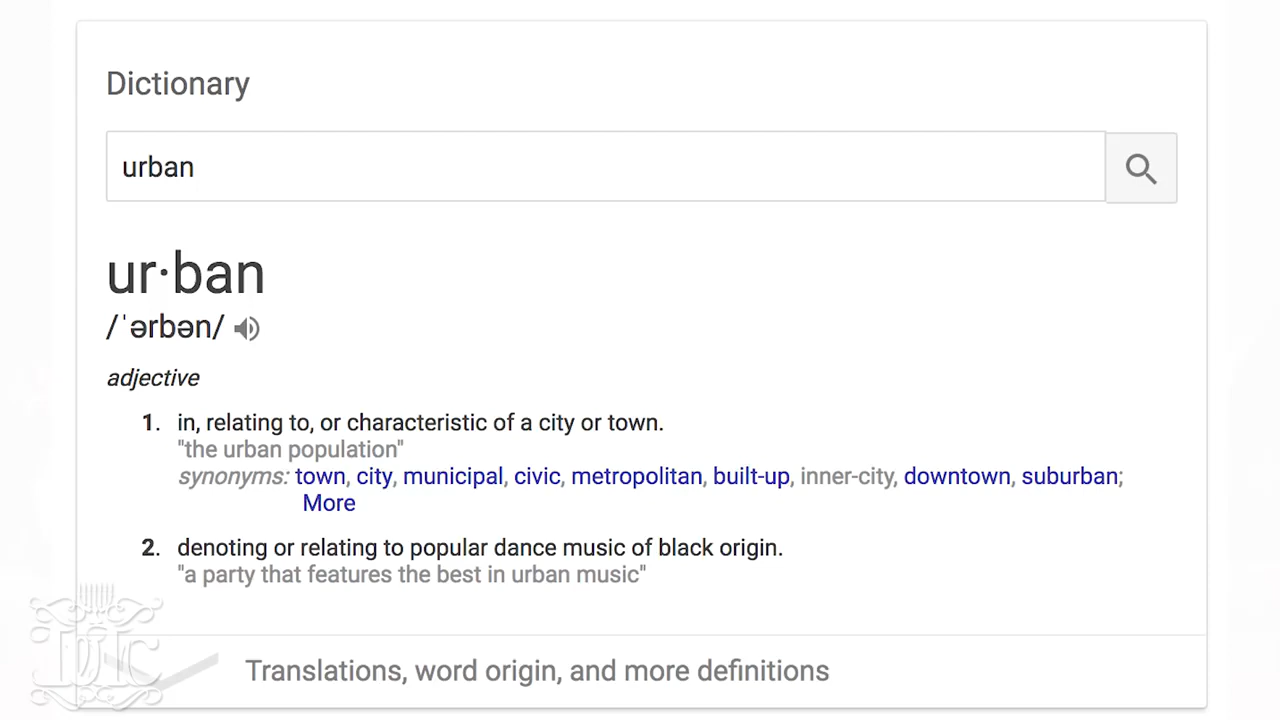 Dictionary
urban
ur·ban
/ˈərbən/
adjective
1. in, relating to, or characteristic of a city or town.
"the urban population"
synonyms: town, city, municipal, civic, metropolitan, built-up, inner-city, downtown, suburban;
More
2. denoting or relating to popular dance music of black origin.
"a party that features the best in urban music"
Translations, word origin, and more definitions